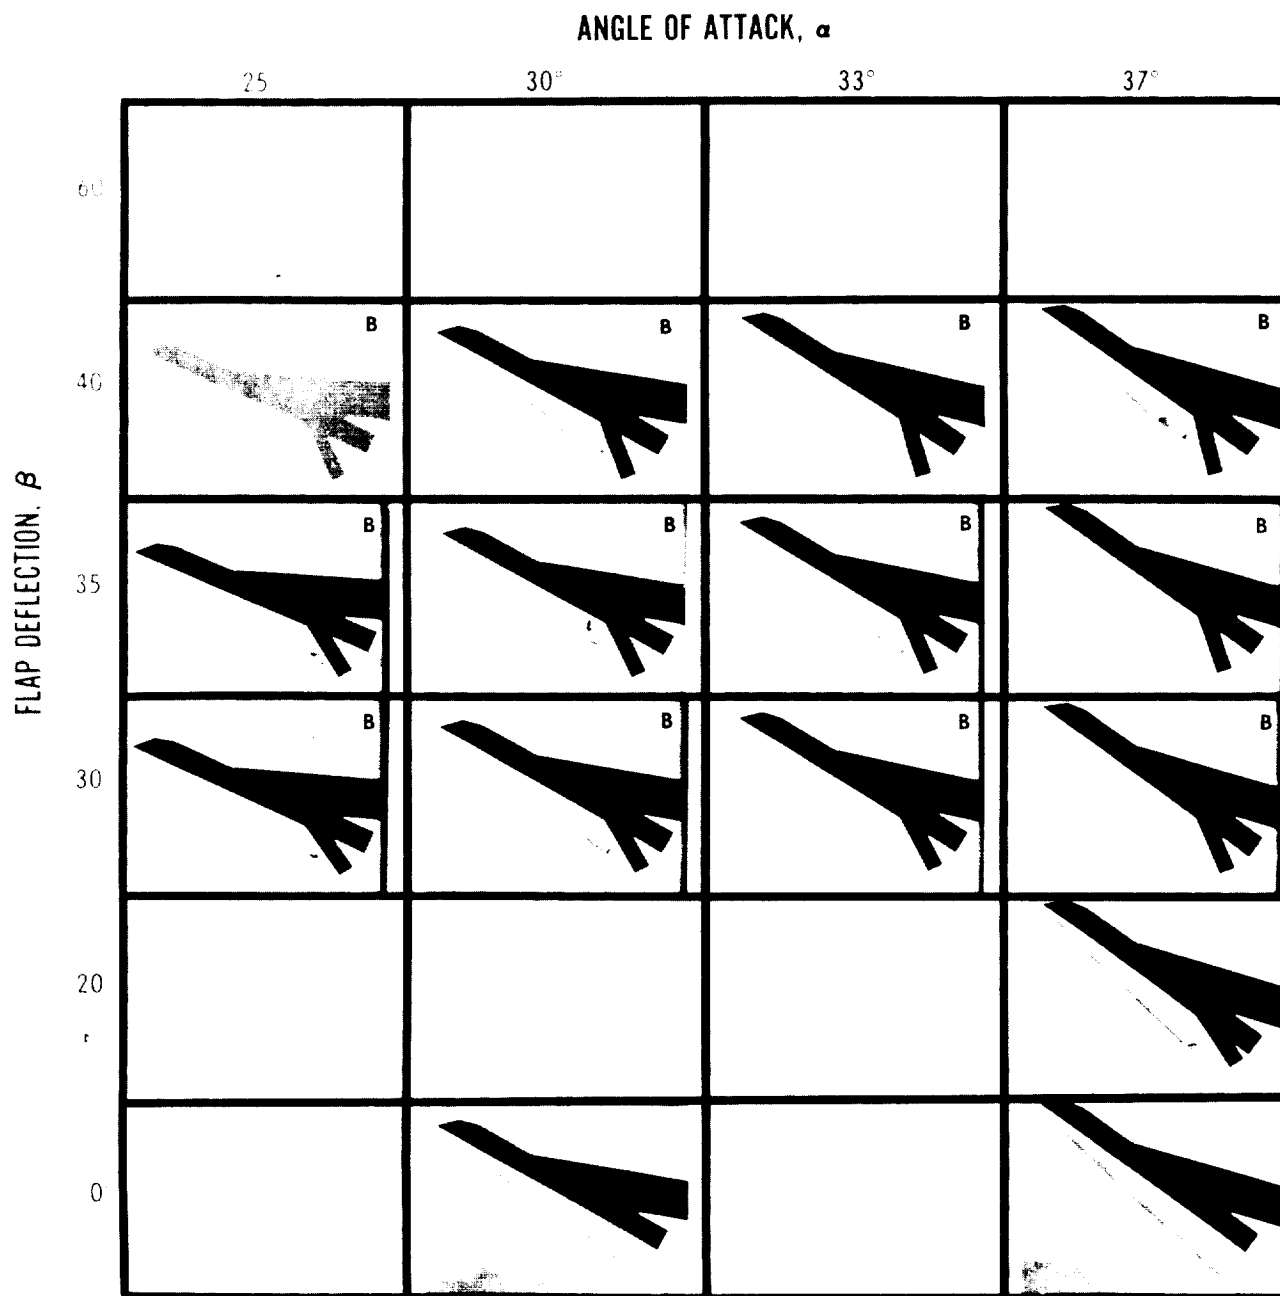 ANGLE OF ATTACK, α
25 30° 33° 37°
60
40 B B B B
FLAP DEFLECTION, β
35 B B B B
30 B B B B
20
0